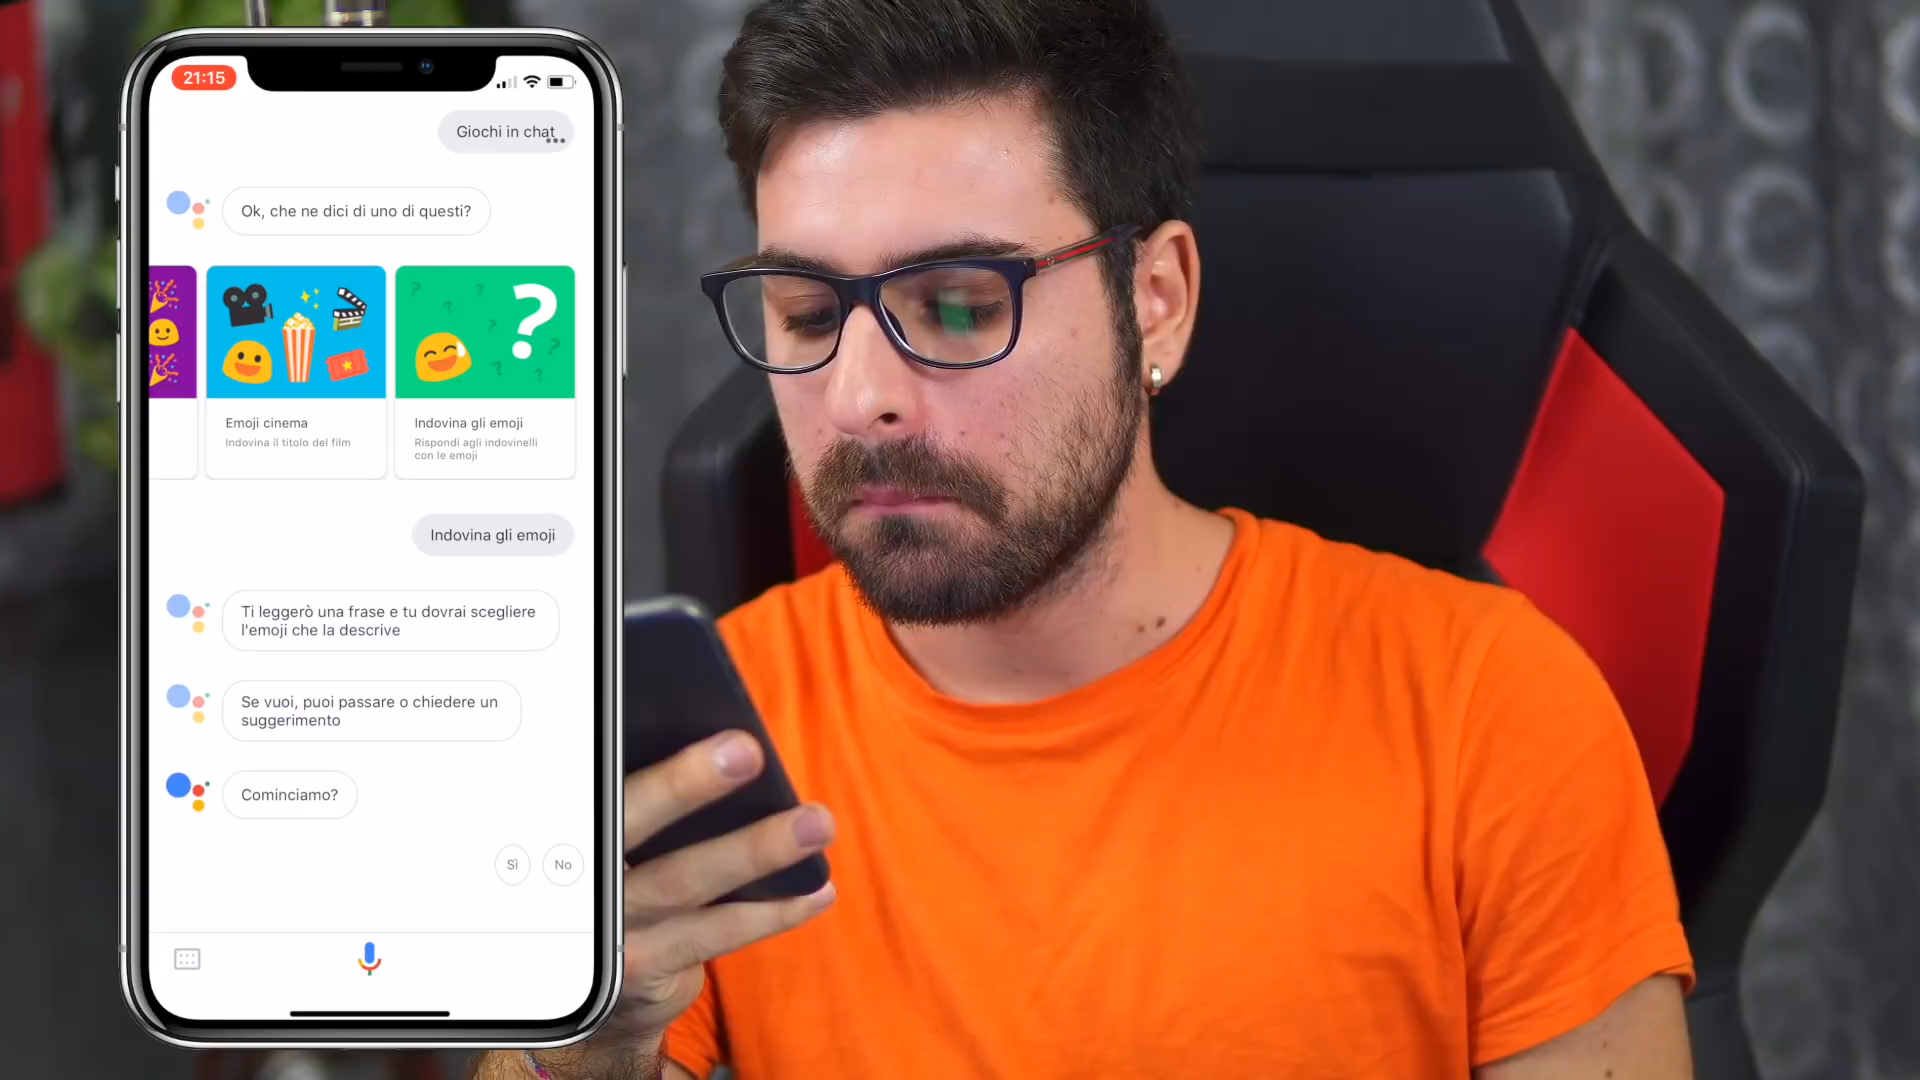 21:15
Giochi in chat
Ok, che ne dici di uno di questi?
Emoji cinema
Indovina il titolo del film
Indovina gli emoji
Rispondi agli indovinelli
con le emoji
Indovina gli emoji
Ti leggerò una frase e tu dovrai scegliere
l'emoji che la descrive
Se vuoi, puoi passare o chiedere un
suggerimento
Cominciamo?
Sì
No